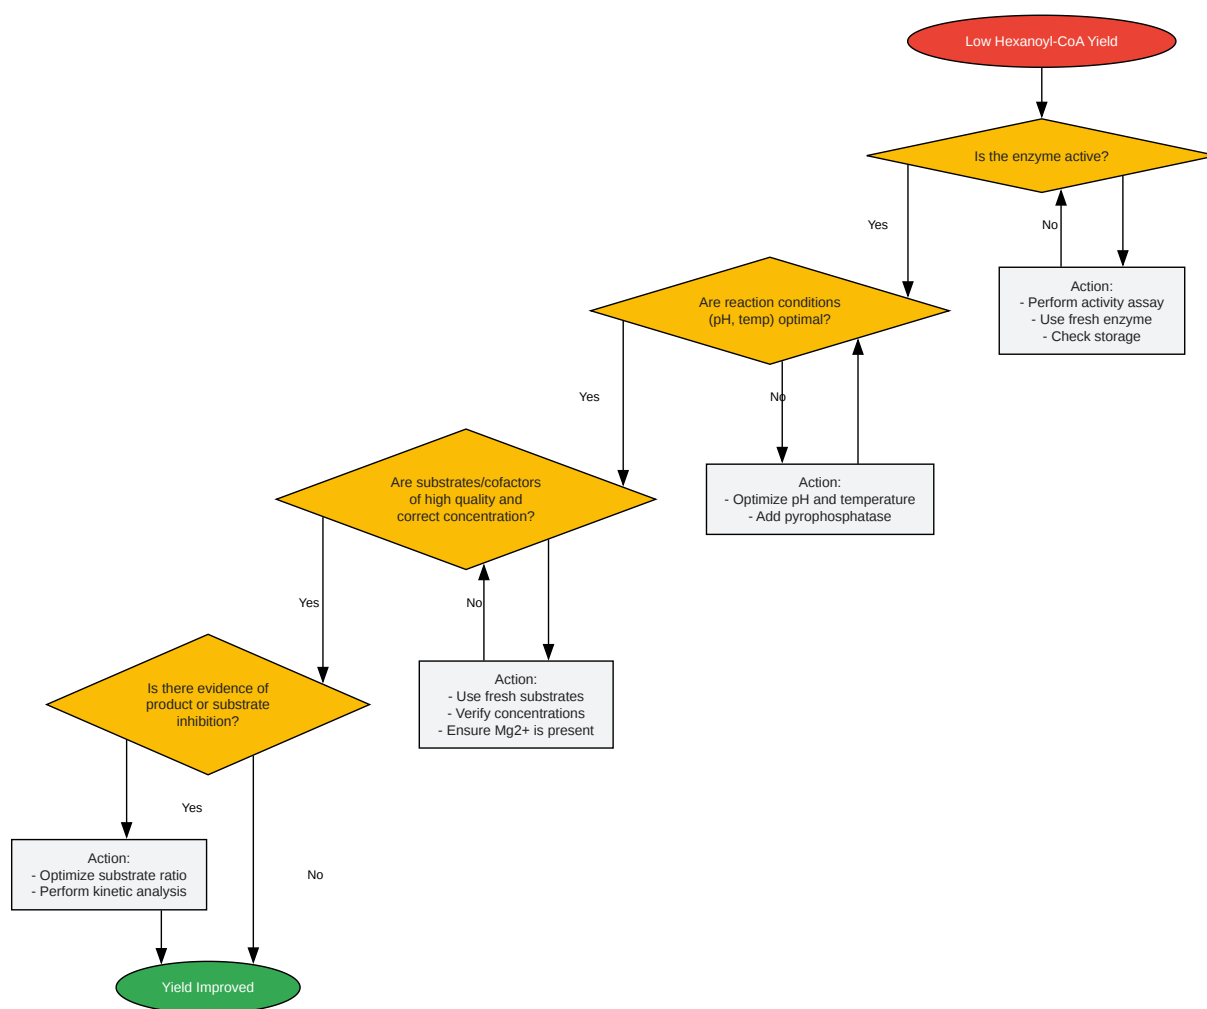 Low Hexanoyl-CoA Yield
Is the enzyme active?
Yes
No
Action:
- Perform activity assay
- Use fresh enzyme
- Check storage
Are reaction conditions
(pH, temp) optimal?
Yes
No
Action:
- Optimize pH and temperature
- Add pyrophosphatase
Are substrates/cofactors
of high quality and
correct concentration?
Yes
No
Action:
- Use fresh substrates
- Verify concentrations
- Ensure Mg2+ is present
Is there evidence of
product or substrate
inhibition?
Yes
No
Action:
- Optimize substrate ratio
- Perform kinetic analysis
Yield Improved